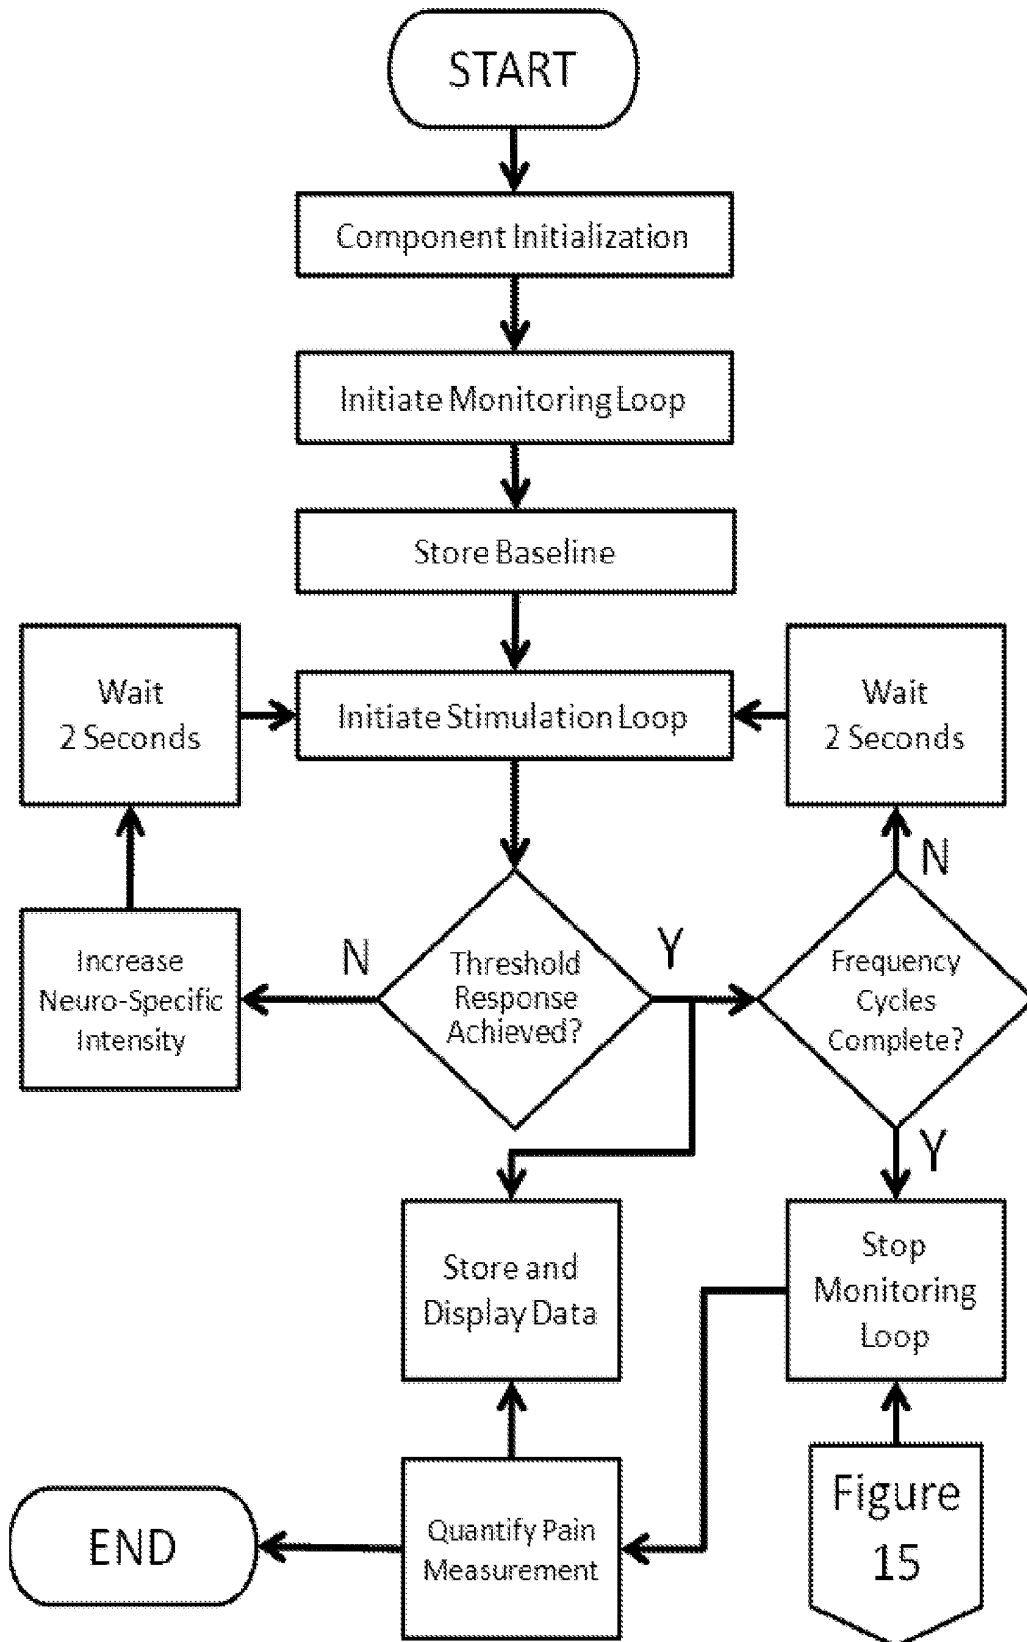 START
Component Initialization
Initiate Monitoring Loop
Store Baseline
Wait
2 Seconds
Initiate Stimulation Loop
Wait
2 Seconds
N
Increase
Neuro-Specific
Intensity
N
Threshold
Response
Achieved?
Y
Frequency
Cycles
Complete?
Y
Store and
Display Data
Stop
Monitoring
Loop
END
Quantify Pain
Measurement
Figure
15